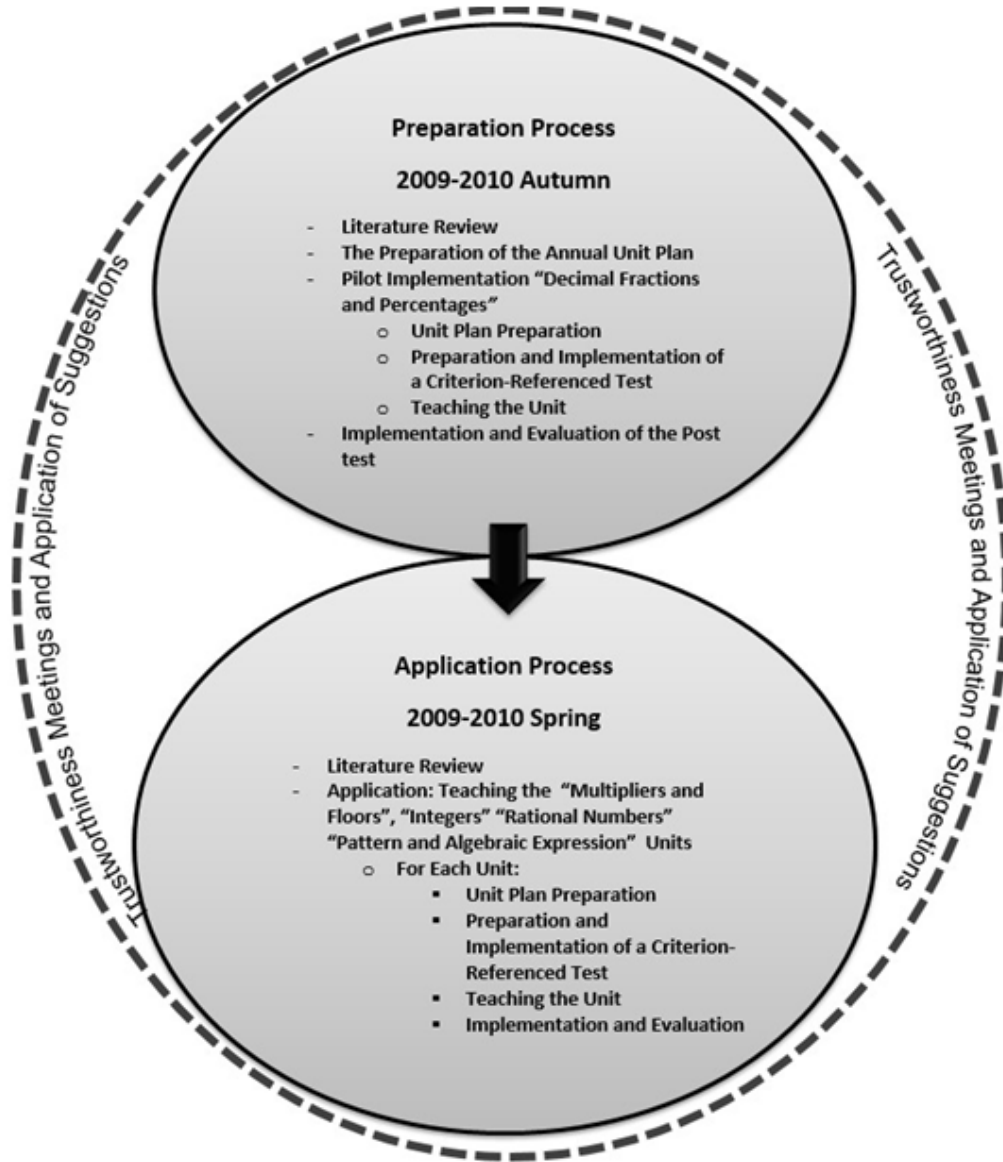 Preparation Process
2009-2010 Autumn
- Literature Review
- The Preparation of the Annual Unit Plan
- Pilot Implementation “Decimal Fractions
and Percentages”
o Unit Plan Preparation
o Preparation and Implementation of
a Criterion-Referenced Test
o Teaching the Unit
- Implementation and Evaluation of the Post
test
Trustworthiness Meetings and Application of Suggestions
Trustworthiness Meetings and Application of Suggestions
Application Process
2009-2010 Spring
- Literature Review
- Application: Teaching the “Multipliers and
Floors”, “Integers” “Rational Numbers”
“Pattern and Algebraic Expression” Units
o For Each Unit:
▪ Unit Plan Preparation
▪ Preparation and
Implementation of a Criterion-
Referenced Test
▪ Teaching the Unit
▪ Implementation and Evaluation